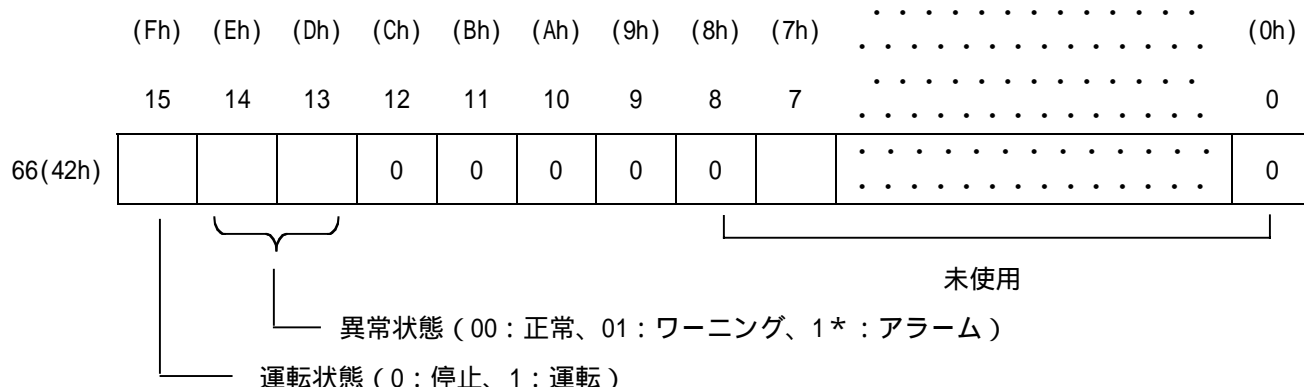 (Fh) (Eh) (Dh) (Ch) (Bh) (Ah) (9h) (8h) (7h) (0h)
15 14 13 12 11 10 9 8 7 0
66(42h) 0 0 0 0 0 0
未使用
異常状態（00：正常、01：ワーニング、1＊：アラーム）
運転状態（0：停止、1：運転）